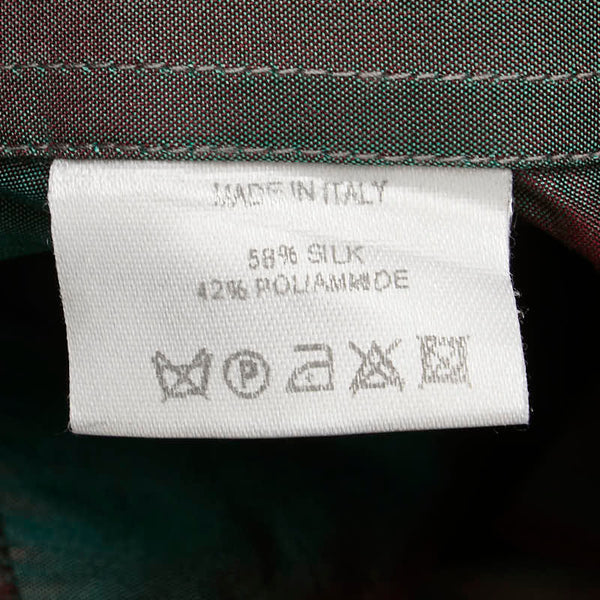 MADE IN ITALY
58% SILK
42% POLIAMMIDE
P